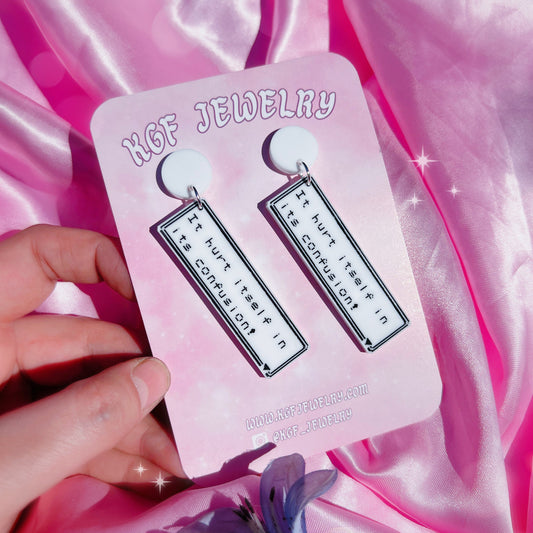 KGF JEWELRY
It hurt itself in
its confusion!
It hurt itself in
its confusion!
WWW.KGFJEWELRY.COM
@KGF_JEWELRY